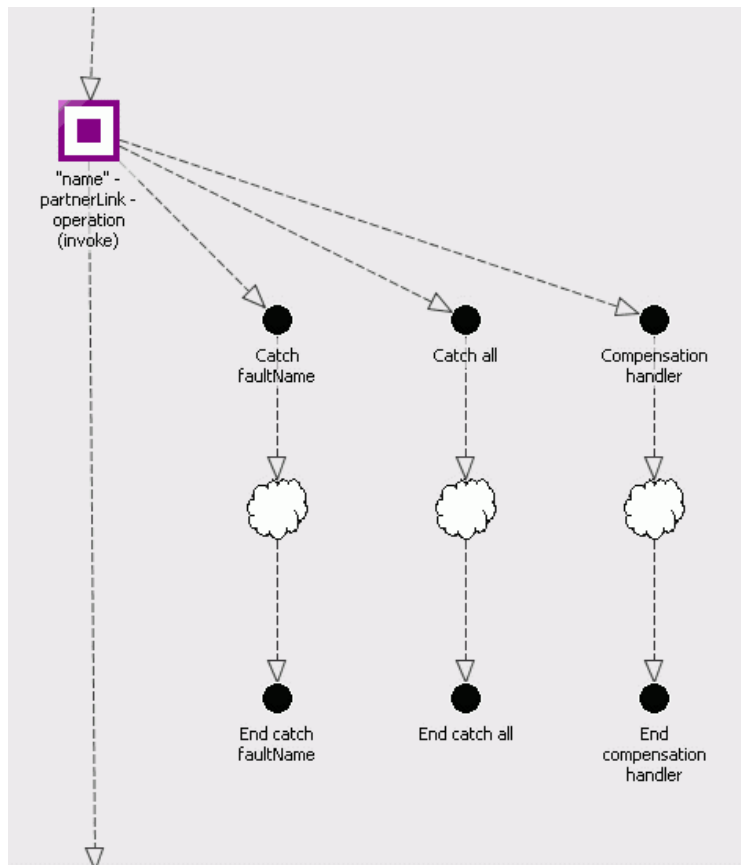 "name" -
partnerLink -
operation
(invoke)
Catch
faultName
Catch all
Compensation
handler
End catch
faultName
End catch all
End
compensation
handler